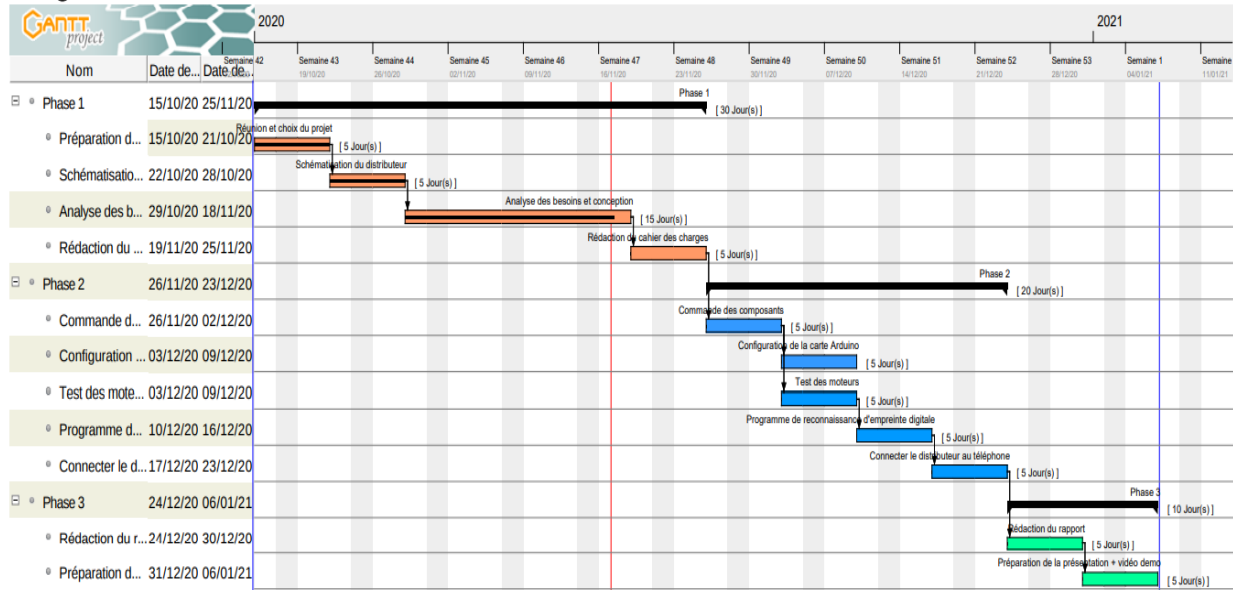 GANTT
project
2020
2021
Nom
Date de...
Date de...
Semaine 42
Semaine 43
19/10/20
Semaine 44
26/10/20
Semaine 45
02/11/20
Semaine 46
09/11/20
Semaine 47
16/11/20
Semaine 48
23/11/20
Semaine 49
30/11/20
Semaine 50
07/12/20
Semaine 51
14/12/20
Semaine 52
21/12/20
Semaine 53
28/12/20
Semaine 1
04/01/21
Semaine
11/01/21
Phase 1 15/10/20 25/11/20
Phase 1
[ 30 Jour(s) ]
Préparation d... 15/10/20 21/10/20
Réunion et choix du projet
[ 5 Jour(s) ]
Schématisatio... 22/10/20 28/10/20
Schématisation du distributeur
[ 5 Jour(s) ]
Analyse des b... 29/10/20 18/11/20
Analyse des besoins et conception
[ 15 Jour(s) ]
Rédaction du ... 19/11/20 25/11/20
Rédaction du cahier des charges
[ 5 Jour(s) ]
Phase 2 26/11/20 23/12/20
Phase 2
[ 20 Jour(s) ]
Commande d... 26/11/20 02/12/20
Commande des composants
[ 5 Jour(s) ]
Configuration ... 03/12/20 09/12/20
Configuration de la carte Arduino
[ 5 Jour(s) ]
Test des mote... 03/12/20 09/12/20
Test des moteurs
[ 5 Jour(s) ]
Programme d... 10/12/20 16/12/20
Programme de reconnaissance d'empreinte digitale
[ 5 Jour(s) ]
Connecter le d... 17/12/20 23/12/20
Connecter le distributeur au téléphone
[ 5 Jour(s) ]
Phase 3 24/12/20 06/01/21
Phase 3
[ 10 Jour(s) ]
Rédaction du r... 24/12/20 30/12/20
Rédaction du rapport
[ 5 Jour(s) ]
Préparation d... 31/12/20 06/01/21
Préparation de la présentation + vidéo demo
[ 5 Jour(s) ]